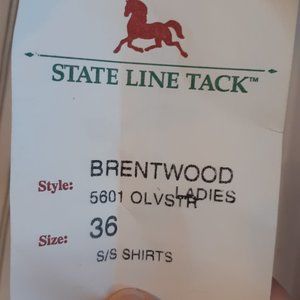 STATE LINE TACK™
Style: BRENTWOOD
5601 OLVSTR LADIES
Size: 36
S/S SHIRTS